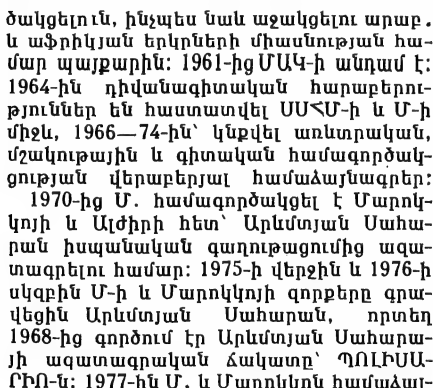 ծակցելուն, ինչպես նաև աջակցելու արաբ.
և աֆրիկյան երկրների միասնության հա-
մար պայքարին: 1961-ից ՄԱԿ-ի անդամ է:
1964-ին դիվանագիտական հարաբերու-
թյուններ են հաստատվել ՍՍՀՄ-ի և Մ-ի
միջև, 1966—74-ին՝ կնքվել առևտրական,
մշակութային և գիտական համագործակ-
ցության վերաբերյալ համաձայնագրեր:
1970-ից Մ. համագործակցել է Մարոկ-
կոյի և Ալժիրի հետ՝ Արևմտյան Սահա-
րան իսպանական գաղութացումից ազա-
տագրելու համար: 1975-ի վերջին և 1976-ի
սկզբին Մ-ի և Մարոկկոյի զորքերը գրա-
վեցին Արևմտյան Սահարան, որտեղ
1968-ից գործում էր Արևմտյան Սահարա-
յի ազատագրական ճակատը՝ ՊՈԼԻՍԱ-
ՐԻՈ-ն: 1977-ին Մ. և Մարոկկոն համաձայ-